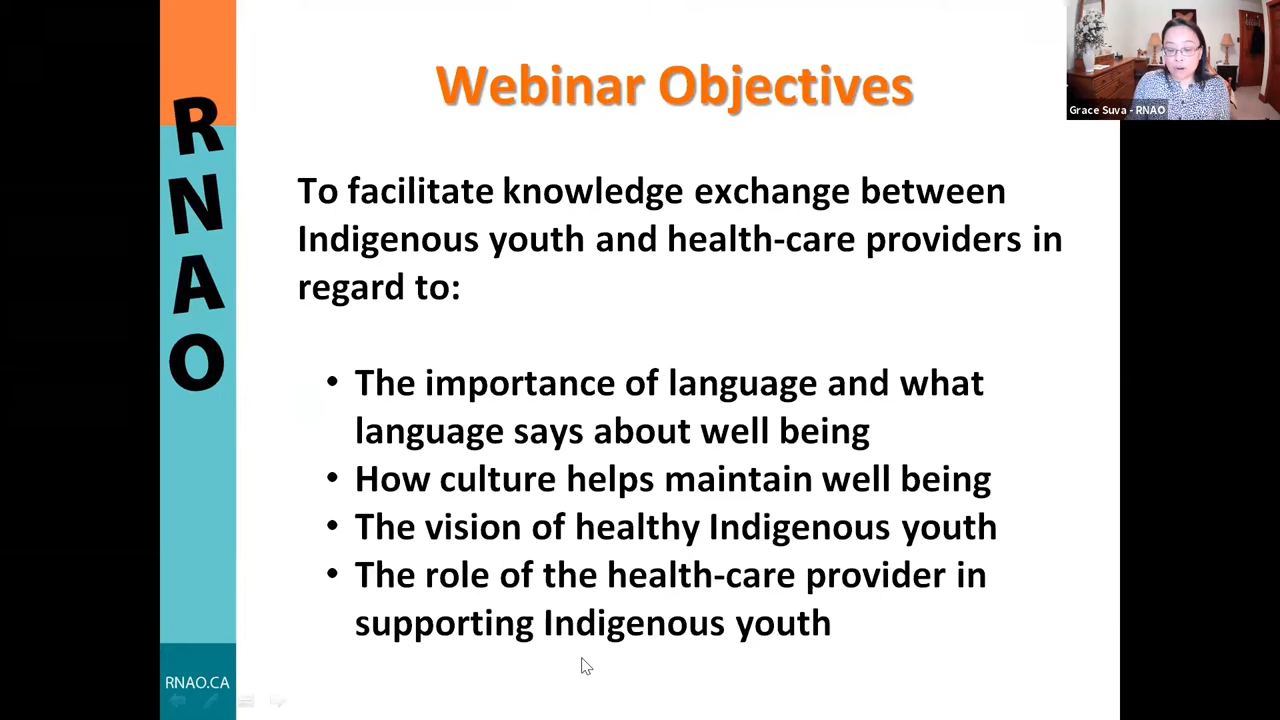 Webinar Objectives
Grace Suva - RNAO
RNAO
To facilitate knowledge exchange between
Indigenous youth and health-care providers in
regard to:
• The importance of language and what
language says about well being
• How culture helps maintain well being
• The vision of healthy Indigenous youth
• The role of the health-care provider in
supporting Indigenous youth
RNAO.CA